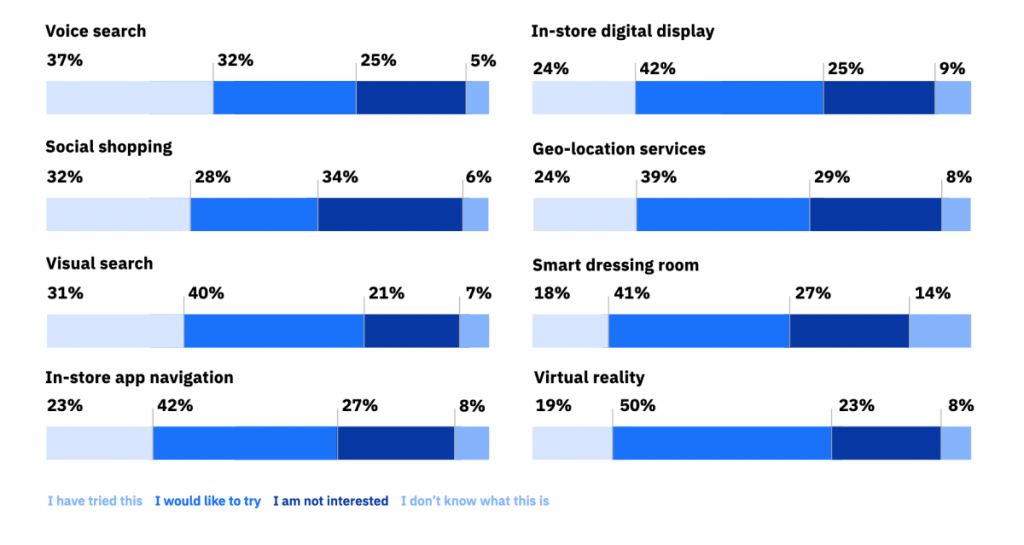 Voice search
37% 32% 25% 5%
Social shopping
32% 28% 34% 6%
Visual search
31% 40% 21% 7%
In-store app navigation
23% 42% 27% 8%
In-store digital display
24% 42% 25% 9%
Geo-location services
24% 39% 29% 8%
Smart dressing room
18% 41% 27% 14%
Virtual reality
19% 50% 23% 8%
I have tried this I would like to try I am not interested I don’t know what this is